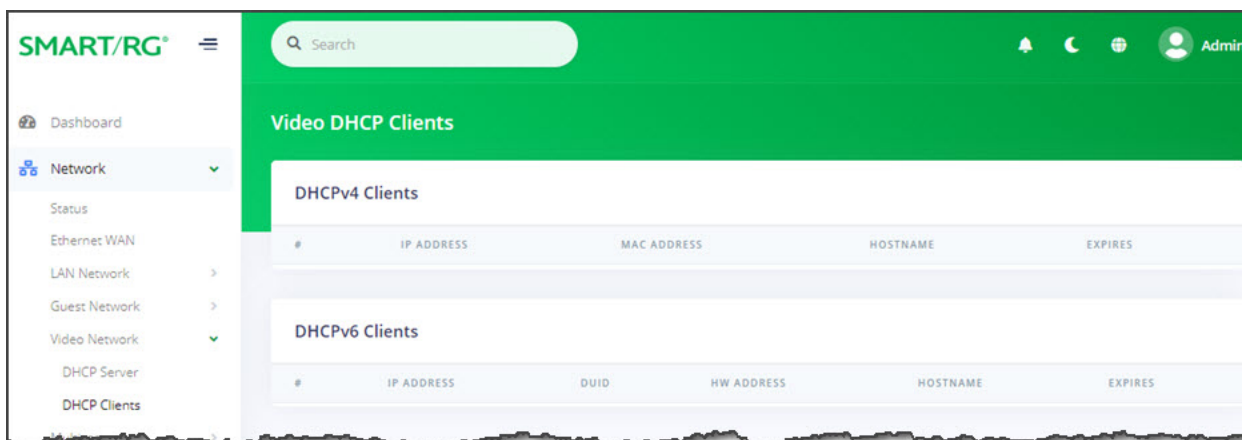 SMART/RG®
Search
Admin
Video DHCP Clients
Dashboard
Network
Status
Ethernet WAN
LAN Network
Guest Network
Video Network
DHCP Server
DHCP Clients
DHCPv4 Clients
# IP ADDRESS MAC ADDRESS HOSTNAME EXPIRES
DHCPv6 Clients
# IP ADDRESS DUID HW ADDRESS HOSTNAME EXPIRES